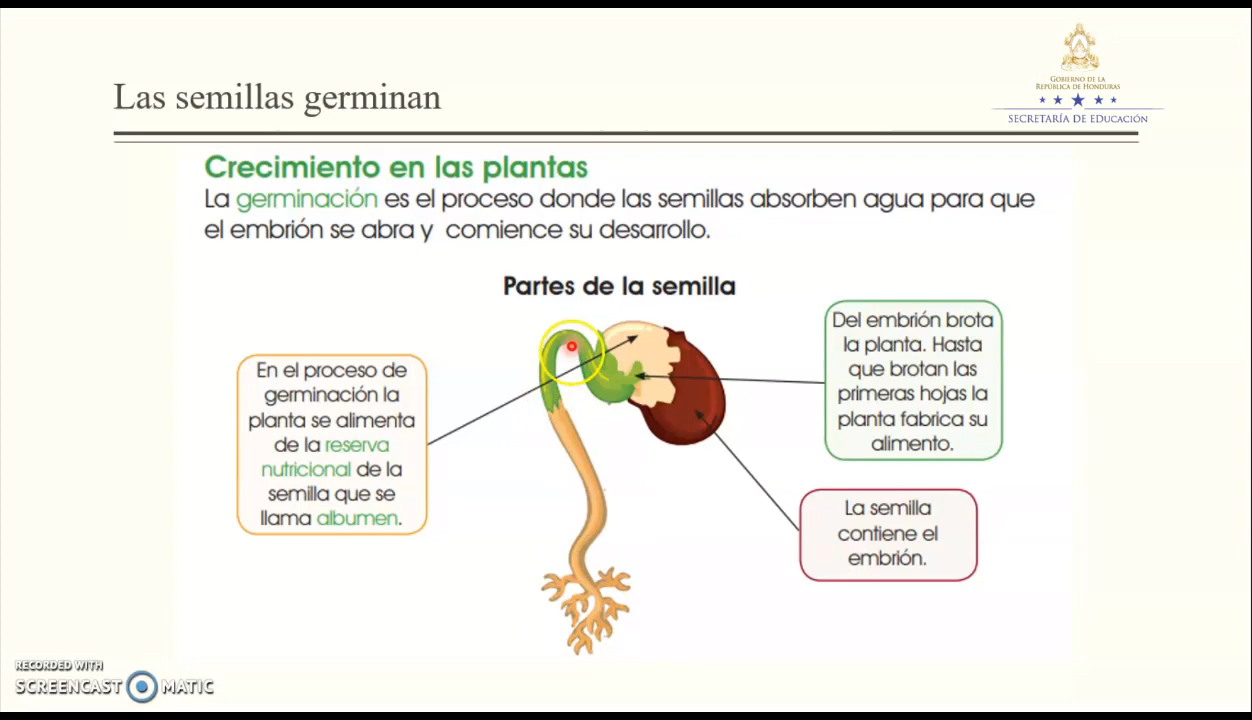 Las semillas germinan
GOBIERNO DE LA
REPÚBLICA DE HONDURAS
SECRETARÍA DE EDUCACIÓN
Crecimiento en las plantas
La germinación es el proceso donde las semillas absorben agua para que
el embrión se abra y comience su desarrollo.
Partes de la semilla
En el proceso de
germinación la
planta se alimenta
de la reserva
nutricional de la
semilla que se
llama albumen.
Del embrión brota
la planta. Hasta
que brotan las
primeras hojas la
planta fabrica su
alimento.
La semilla
contiene el
embrión.
RECORDED WITH
SCREENCAST MATIC